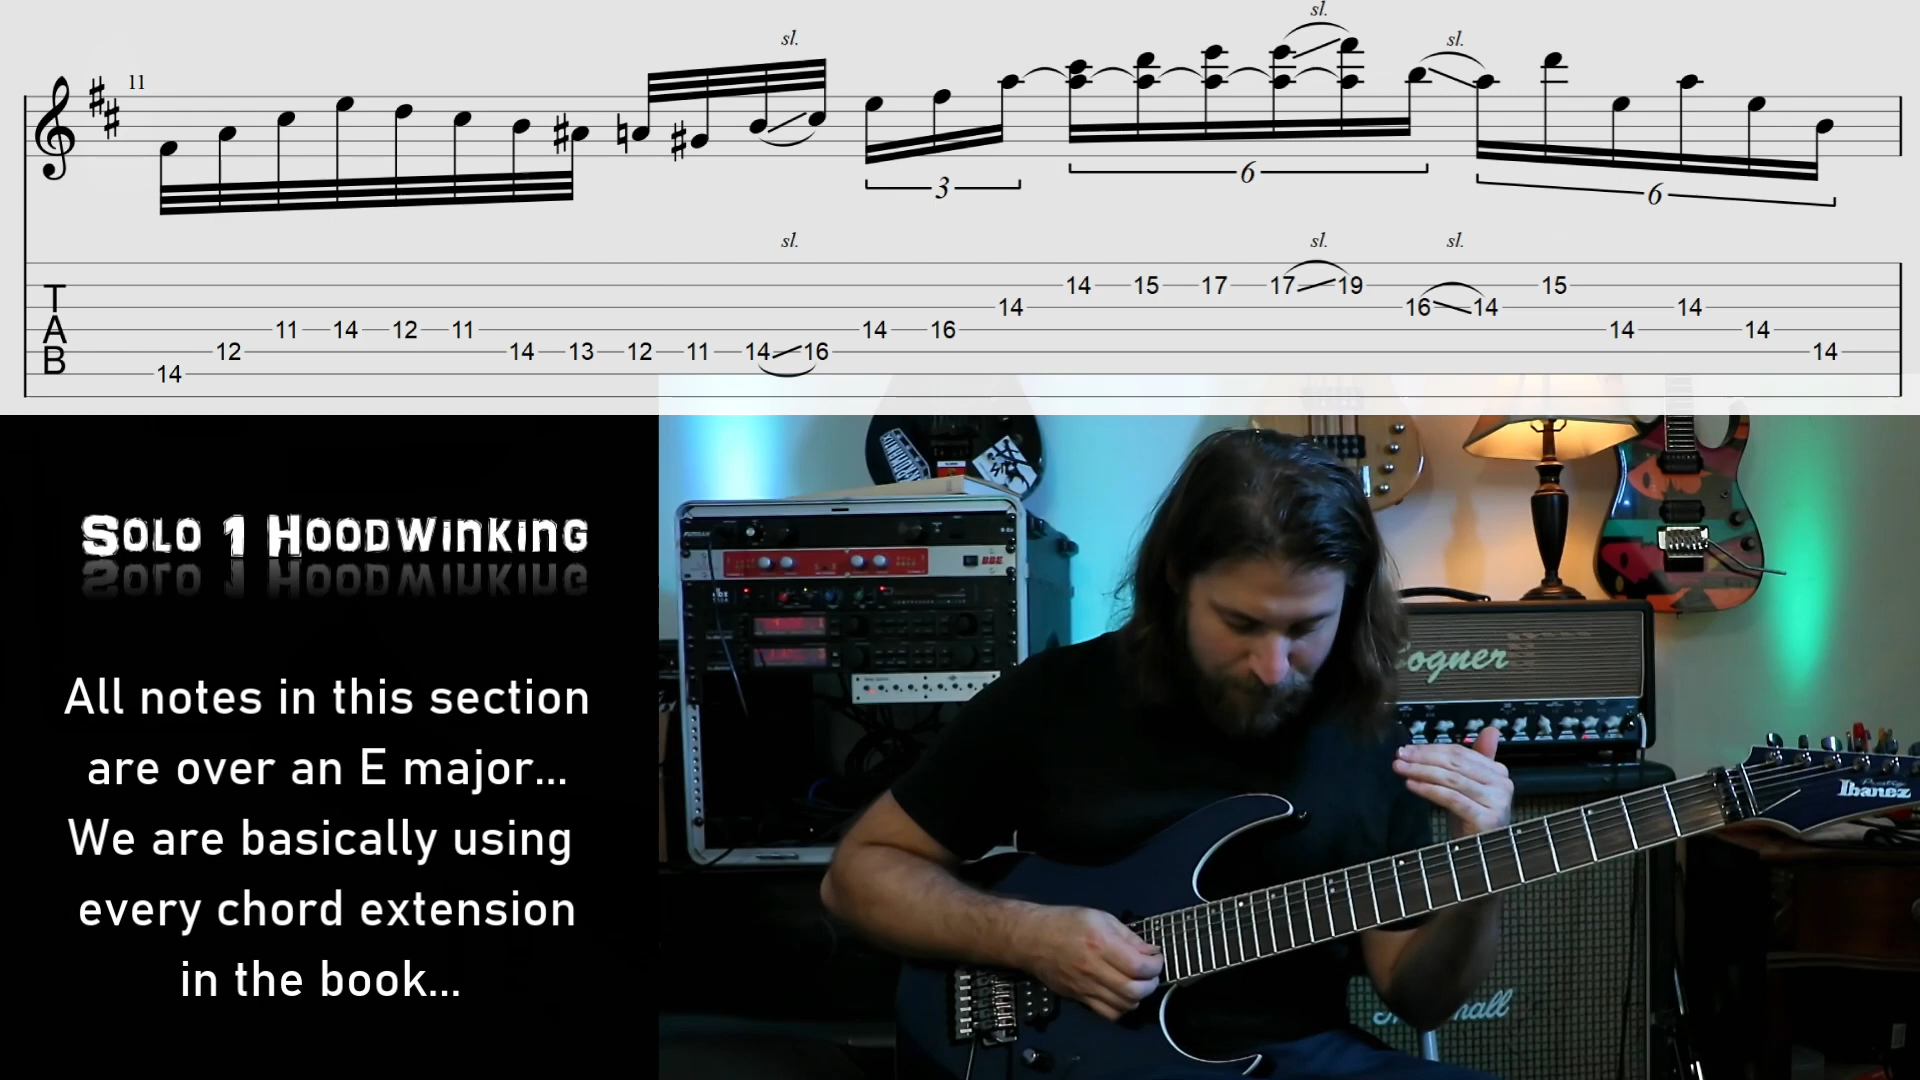 sl.
sl.
sl.
11
3
6
6
sl.
sl.
sl.
T
A
B
14 15 17 17 19 15
14 16 14 14
11 14 12 11 14 16 14 14
12 14 13 12 11 14 16 14
14
Solo 1 Hoodwinking
All notes in this section
are over an E major...
We are basically using
every chord extension
in the book...
BBE
ogner
Prestige
Ibanez